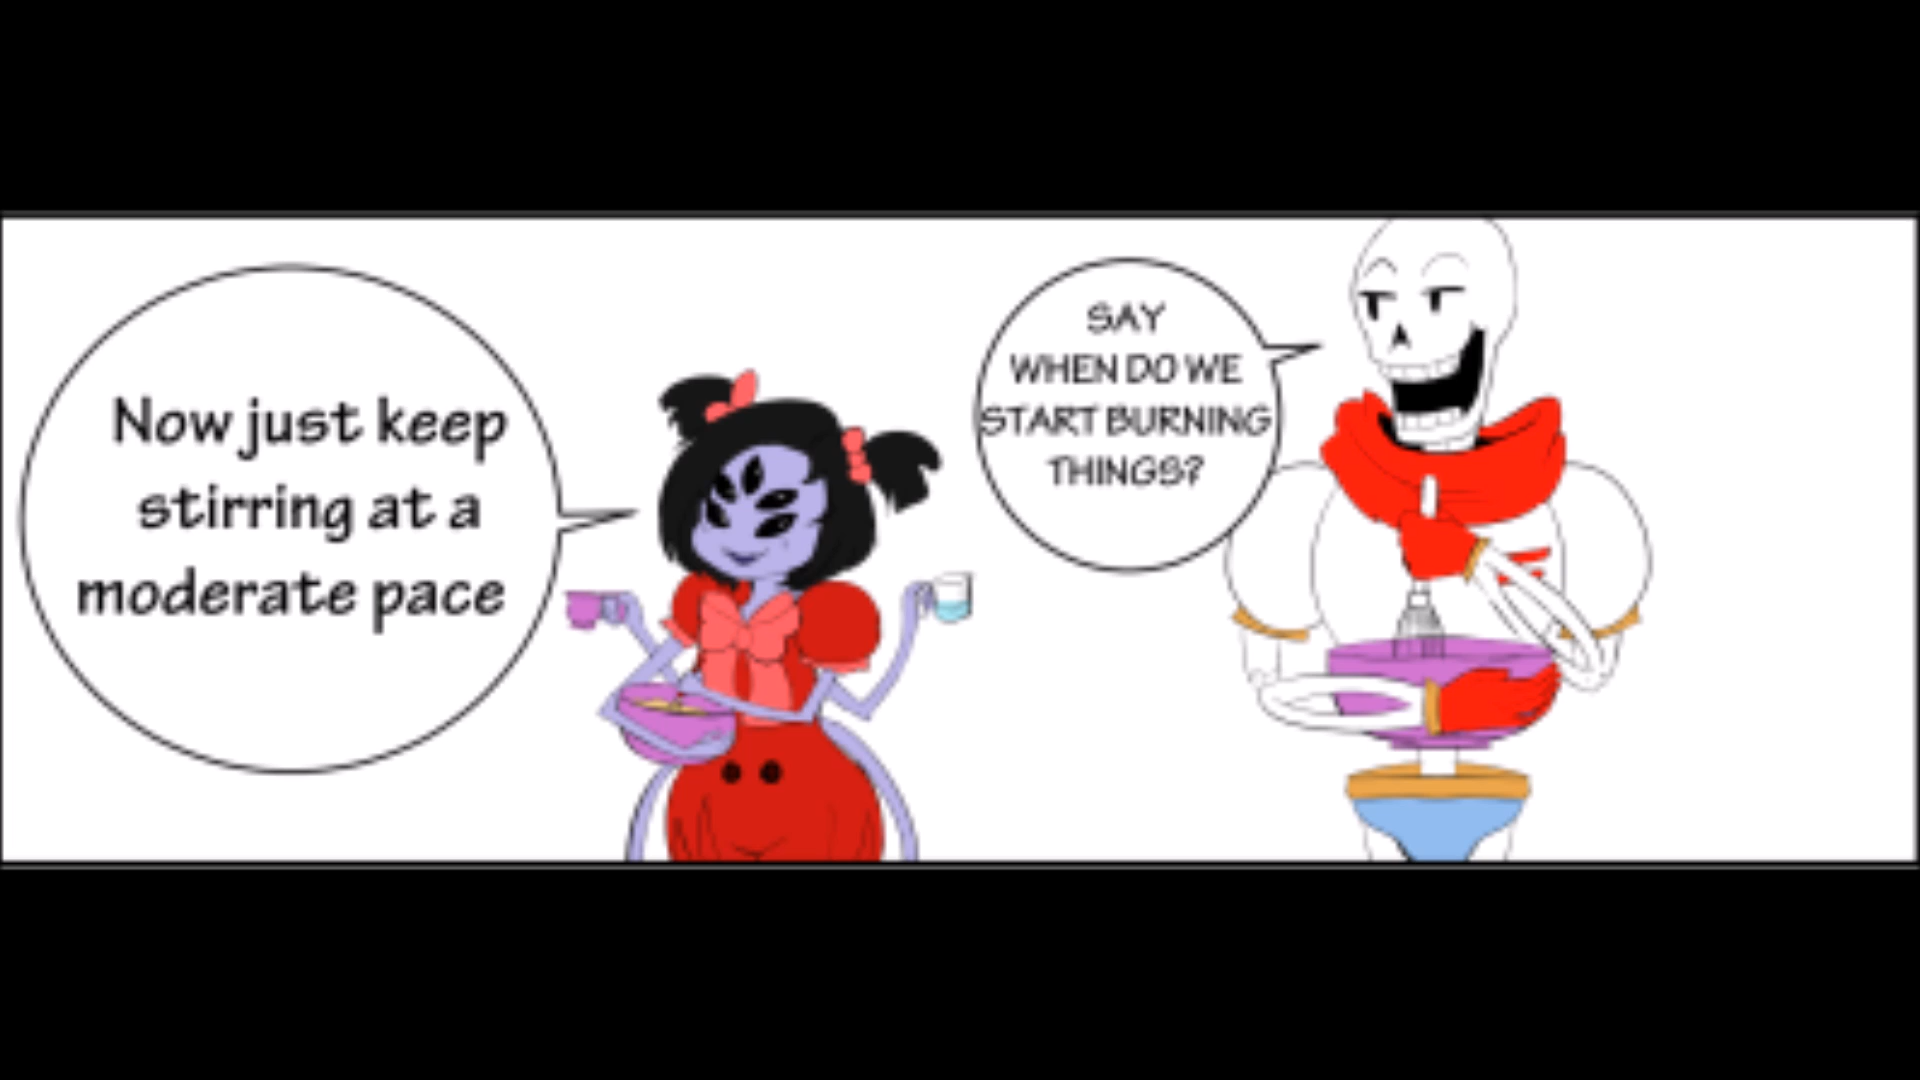 Now just keep
stirring at a
moderate pace
SAY
WHEN DO WE
START BURNING
THINGS?